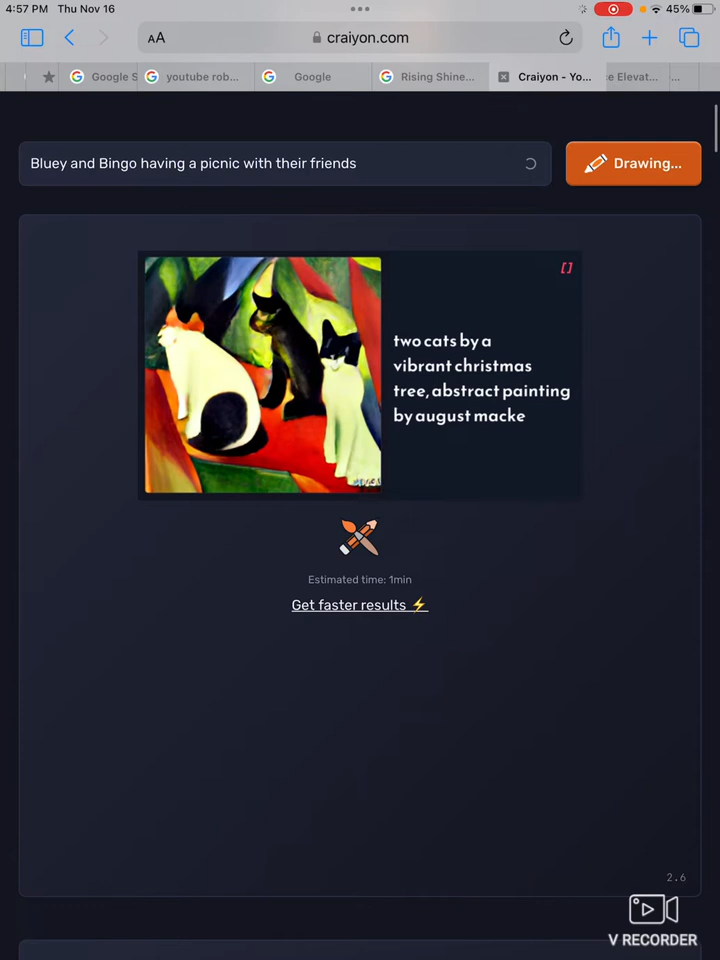 4:57 PM Thu Nov 16
45%
AA
craiyon.com
Google S
youtube rob...
Google
Rising Shine...
Craiyon - Yo...
ce Elevat...
...
Bluey and Bingo having a picnic with their friends
Drawing...
[]
two cats by a
vibrant christmas
tree, abstract painting
by august macke
Estimated time: 1min
Get faster results ⚡
2.6
V RECORDER